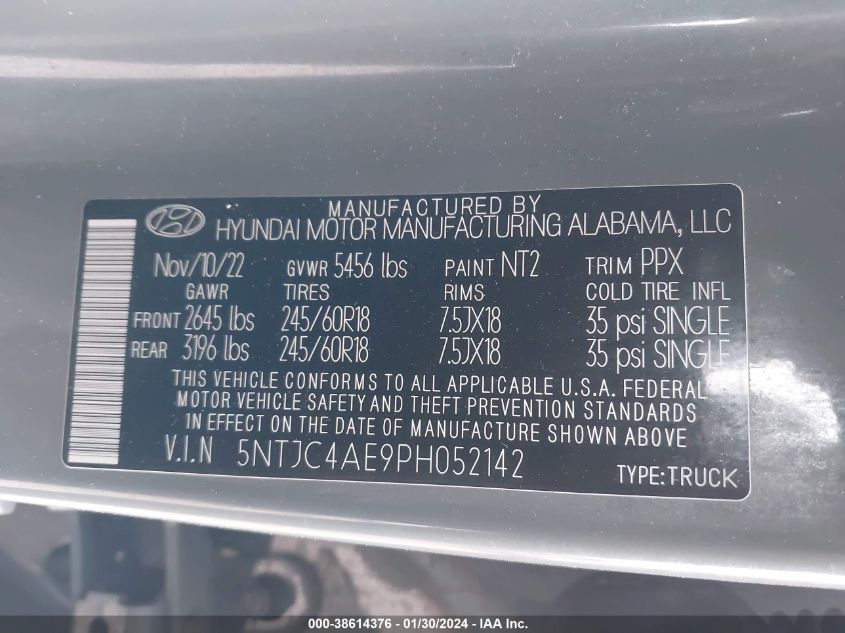 MANUFACTURED BY
HYUNDAI MOTOR MANUFACTURING ALABAMA, LLC
Nov/10/22 GVWR 5456 lbs PAINT NT2 TRIM PPX
GAWR TIRES RIMS COLD TIRE INFL
FRONT 2645 lbs 245/60R18 7.5JX18 35 psi SINGLE
REAR 3196 lbs 245/60R18 7.5JX18 35 psi SINGLE
THIS VEHICLE CONFORMS TO ALL APPLICABLE U.S.A. FEDERAL
MOTOR VEHICLE SAFETY AND THEFT PREVENTION STANDARDS
IN EFFECT ON THE DATE OF MANUFACTURE SHOWN ABOVE
V.I.N 5NTJC4AE9PH052142 TYPE:TRUCK
000-38614376 - 01/30/2024 - IAA Inc.